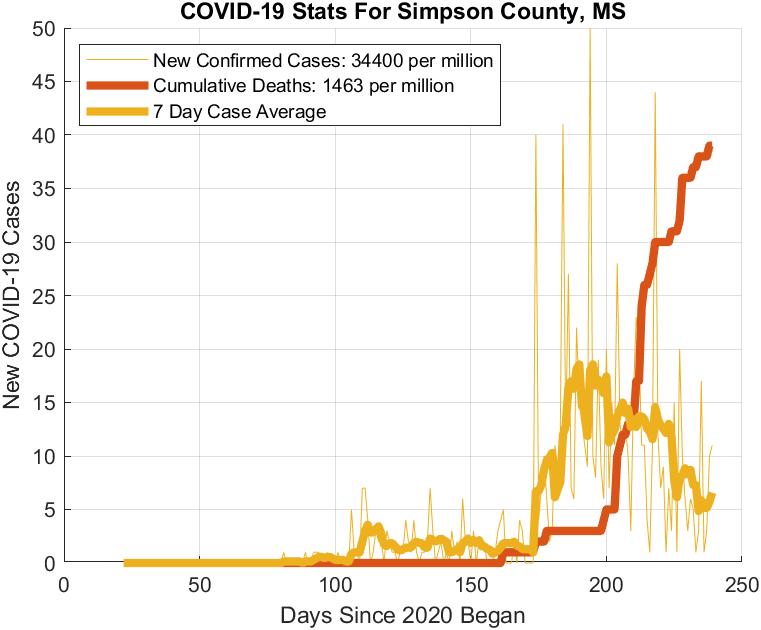 COVID-19 Stats For Simpson County, MS
New Confirmed Cases: 34400 per million
Cumulative Deaths: 1463 per million
7 Day Case Average
50
45
40
35
30
25
20
15
10
5
0
New COVID-19 Cases
0 50 100 150 200 250
Days Since 2020 Began